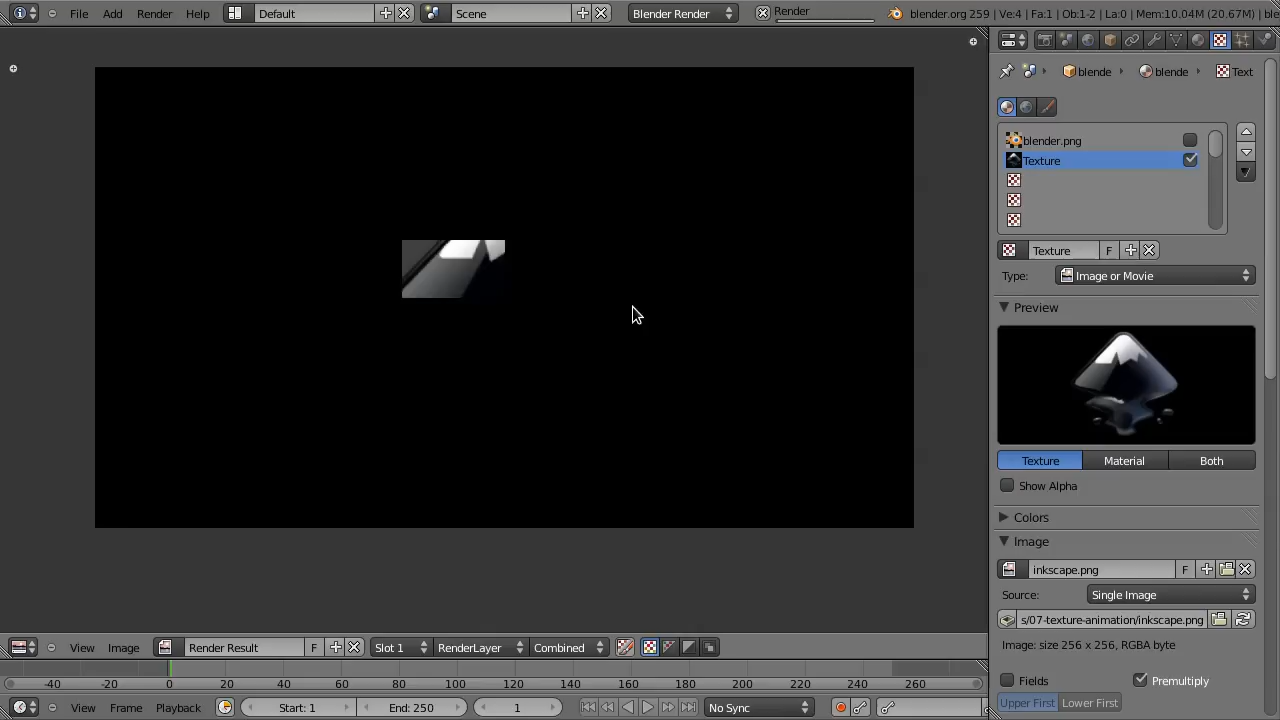 File Add Render Help Default Scene Blender Render Render blender.org 259 | Ve:4 | Fa:1 | Ob:1-2 | La:0 | Mem:10.04M (20.67M) | ble
blende blende Text
blender.png
Texture
Texture F
Type: Image or Movie
Preview
Texture Material Both
Show Alpha
Colors
Image
inkscape.png F
Source: Single Image
s/07-texture-animation/inkscape.png
Image: size 256 x 256, RGBA byte
Fields Premultiply
Upper First Lower First
View Image Render Result F Slot 1 RenderLayer Combined
-40 -20 0 20 40 60 80 100 120 140 160 180 200 220 240 260
View Frame Playback Start: 1 End: 250 1 No Sync